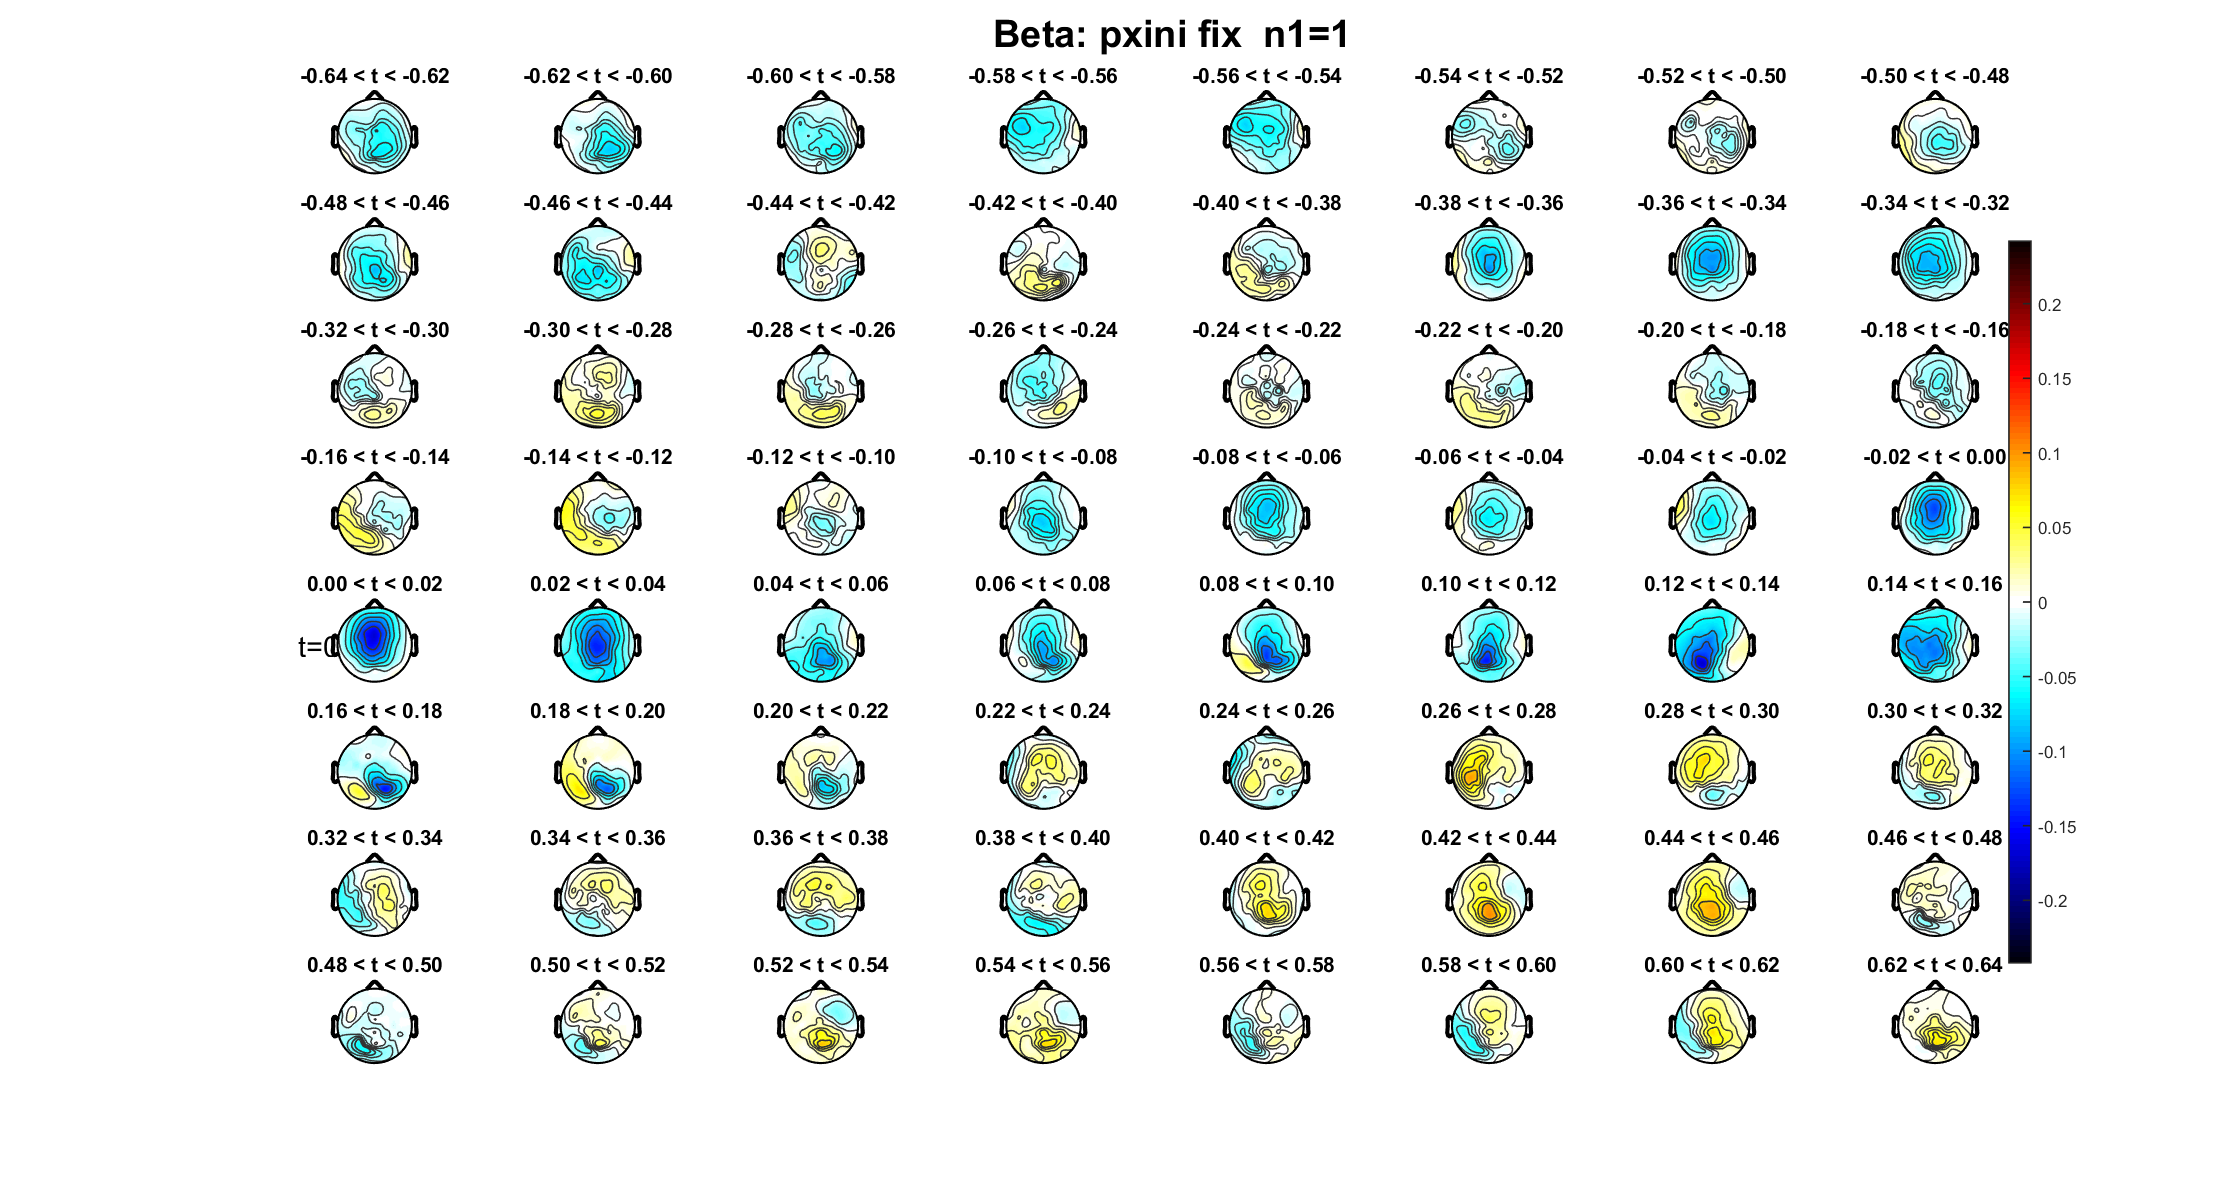 Beta: pxini fix  n1=1
-0.64 < t < -0.62
-0.62 < t < -0.60
-0.60 < t < -0.58
-0.58 < t < -0.56
-0.56 < t < -0.54
-0.54 < t < -0.52
-0.52 < t < -0.50
-0.50 < t < -0.48
-0.48 < t < -0.46
-0.46 < t < -0.44
-0.44 < t < -0.42
-0.42 < t < -0.40
-0.40 < t < -0.38
-0.38 < t < -0.36
-0.36 < t < -0.34
-0.34 < t < -0.32
-0.32 < t < -0.30
-0.30 < t < -0.28
-0.28 < t < -0.26
-0.26 < t < -0.24
-0.24 < t < -0.22
-0.22 < t < -0.20
-0.20 < t < -0.18
-0.18 < t < -0.16
-0.16 < t < -0.14
-0.14 < t < -0.12
-0.12 < t < -0.10
-0.10 < t < -0.08
-0.08 < t < -0.06
-0.06 < t < -0.04
-0.04 < t < -0.02
-0.02 < t < 0.00
0.00 < t < 0.02
0.02 < t < 0.04
0.04 < t < 0.06
0.06 < t < 0.08
0.08 < t < 0.10
0.10 < t < 0.12
0.12 < t < 0.14
0.14 < t < 0.16
t=0
0.16 < t < 0.18
0.18 < t < 0.20
0.20 < t < 0.22
0.22 < t < 0.24
0.24 < t < 0.26
0.26 < t < 0.28
0.28 < t < 0.30
0.30 < t < 0.32
0.32 < t < 0.34
0.34 < t < 0.36
0.36 < t < 0.38
0.38 < t < 0.40
0.40 < t < 0.42
0.42 < t < 0.44
0.44 < t < 0.46
0.46 < t < 0.48
0.48 < t < 0.50
0.50 < t < 0.52
0.52 < t < 0.54
0.54 < t < 0.56
0.56 < t < 0.58
0.58 < t < 0.60
0.60 < t < 0.62
0.62 < t < 0.64
0.2
0.15
0.1
0.05
0
-0.05
-0.1
-0.15
-0.2